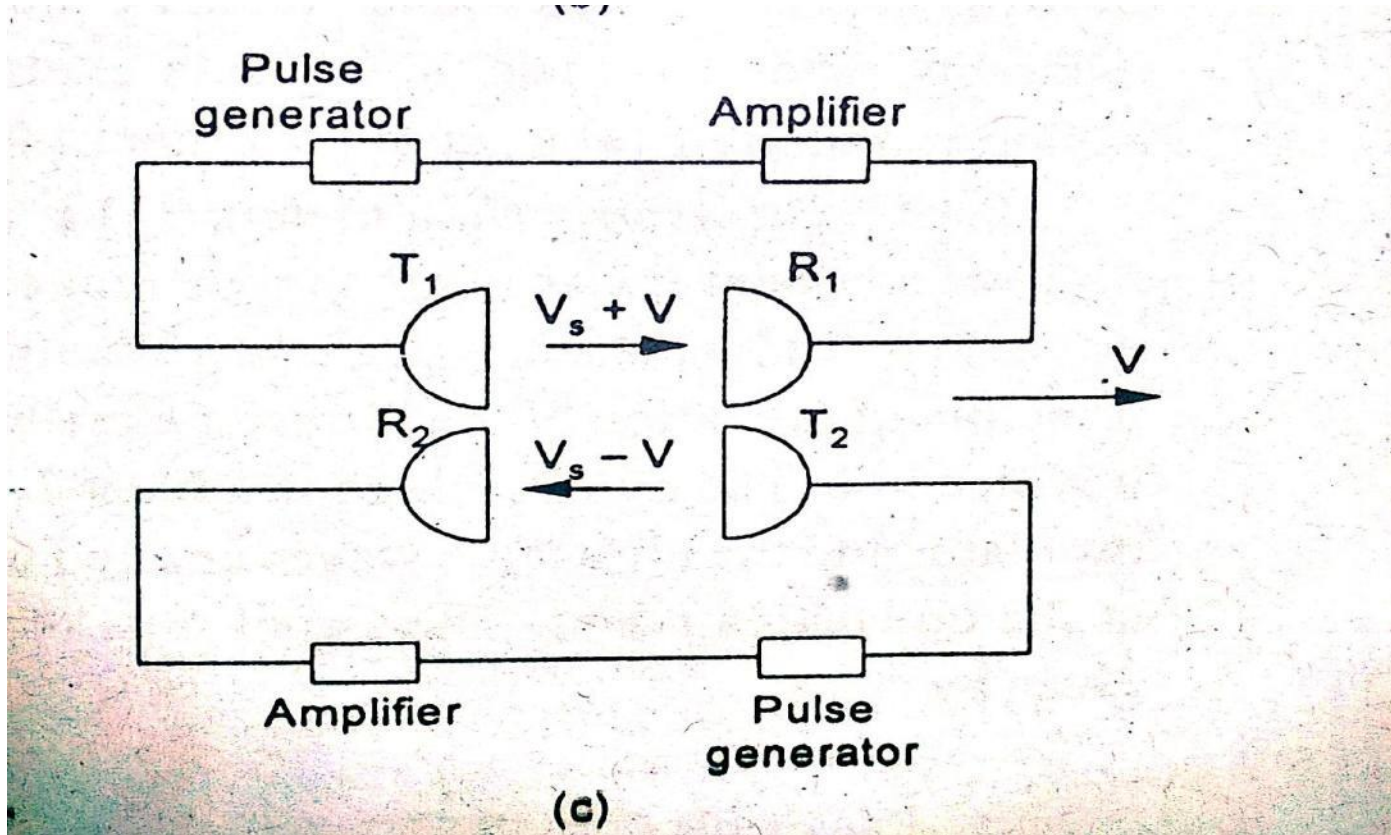 Pulse
generator
Amplifier
T₁
R₁
Vₛ + V
V
R₂
T₂
Vₛ − V
Amplifier
Pulse
generator
(c)